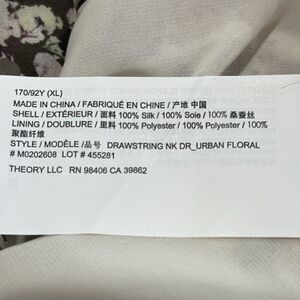 170/92Y (XL)
MADE IN CHINA / FABRIQUÉ EN CHINE / 产地 中国
SHELL / EXTÉRIEUR / 面料 100% Silk / 100% Soie / 100% 桑蚕丝
LINING / DOUBLURE / 里料 100% Polyester / 100% Polyester / 100%
聚酯纤维
STYLE / MODÈLE /品号 DRAWSTRING NK DR_URBAN FLORAL
# M0202608 LOT # 455281
THEORY LLC RN 98406 CA 39862